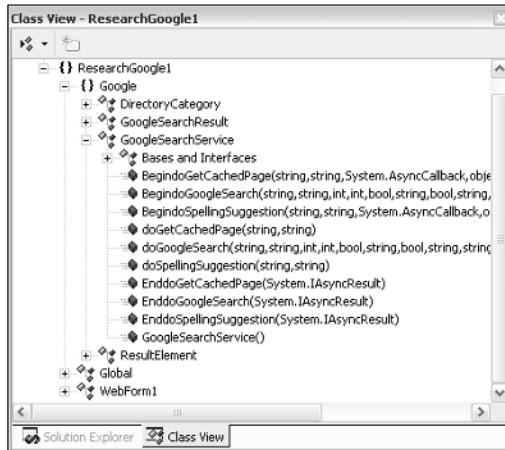 Class View - ResearchGoogle1
{} ResearchGoogle1
{} Google
DirectoryCategory
GoogleSearchResult
GoogleSearchService
Bases and Interfaces
BegindoGetCachedPage(string,string,System.AsyncCallback,obje
BegindoGoogleSearch(string,string,int,int,bool,string,bool,string,
BegindoSpellingSuggestion(string,string,System.AsyncCallback,o
doGetCachedPage(string,string)
doGoogleSearch(string,string,int,int,bool,string,bool,string,string
doSpellingSuggestion(string,string)
EnddoGetCachedPage(System.IAsyncResult)
EnddoGoogleSearch(System.IAsyncResult)
EnddoSpellingSuggestion(System.IAsyncResult)
GoogleSearchService()
ResultElement
Global
WebForm1
Solution Explorer Class View